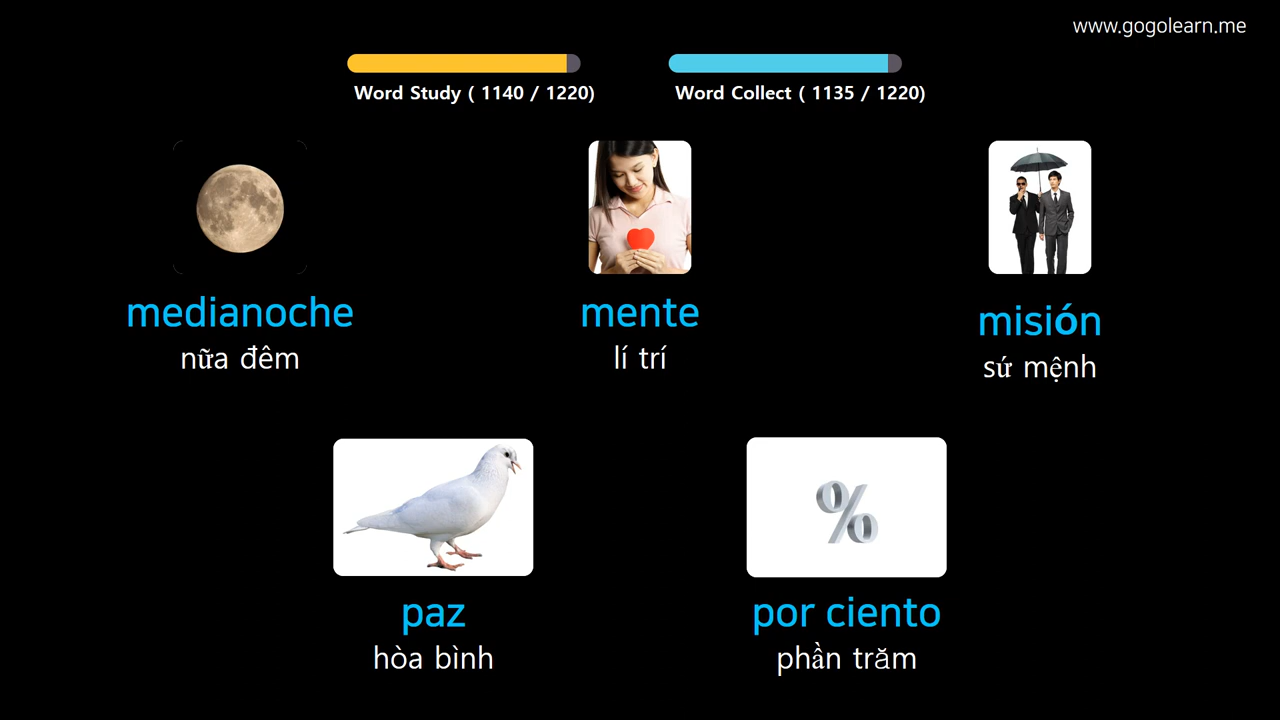 www.gogolearn.me
Word Study ( 1140 / 1220)
Word Collect ( 1135 / 1220)
medianoche
nữa đêm
mente
lí trí
misión
sứ mệnh
paz
hòa bình
%
por ciento
phần trăm